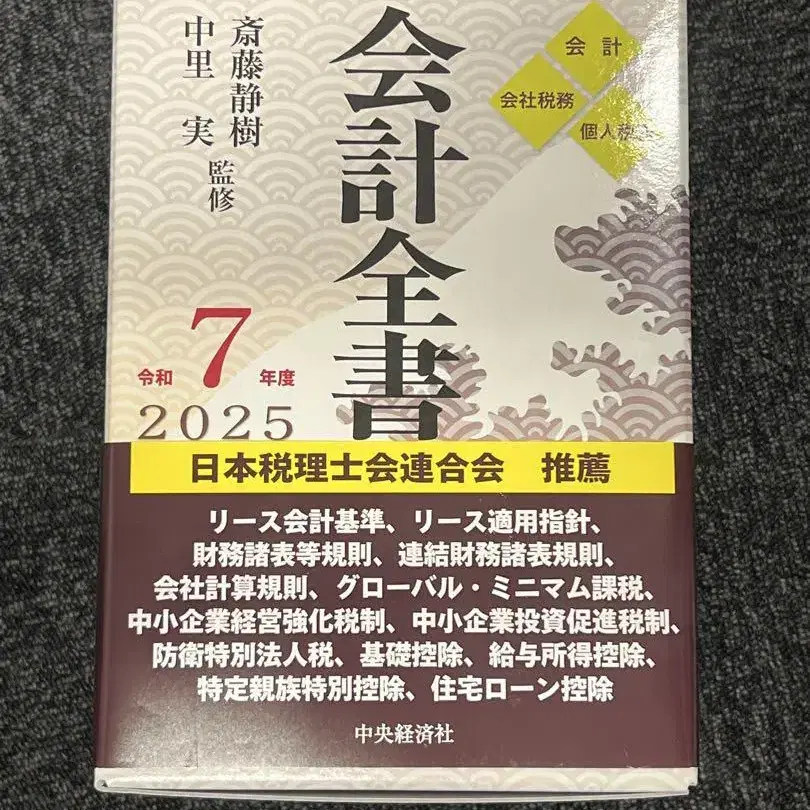 会計全書
斎藤静樹
中里 実
監修
会計
会社税務
個人税務
令和7年度
2025
日本税理士会連合会 推薦
リース会計基準、リース適用指針、
財務諸表等規則、連結財務諸表規則、
会社計算規則、グローバル・ミニマム課税、
中小企業経営強化税制、中小企業投資促進税制、
防衛特別法人税、基礎控除、給与所得控除、
特定親族特別控除、住宅ローン控除
中央経済社